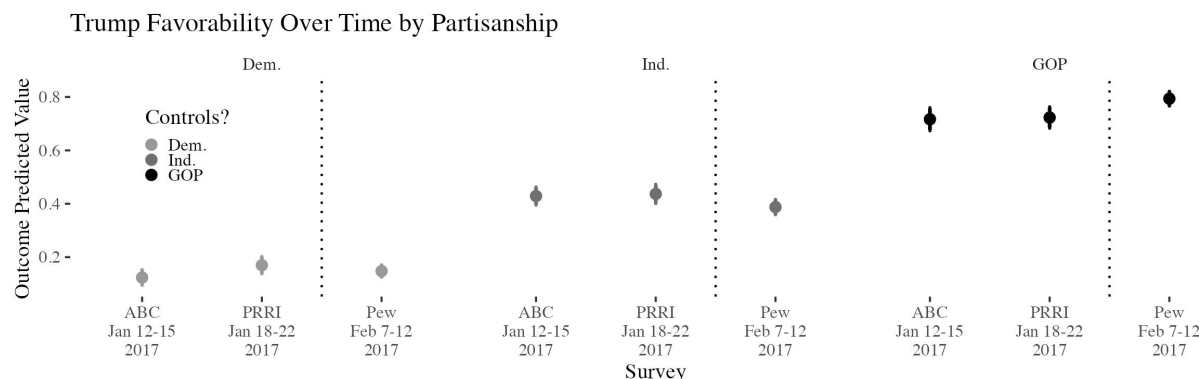 Trump Favorability Over Time by Partisanship
Dem.
Ind.
GOP
Outcome Predicted Value
0.8
0.6
0.4
0.2
Controls?
Dem.
Ind.
GOP
ABC
Jan 12-15
2017
PRRI
Jan 18-22
2017
Pew
Feb 7-12
2017
ABC
Jan 12-15
2017
PRRI
Jan 18-22
2017
Pew
Feb 7-12
2017
ABC
Jan 12-15
2017
PRRI
Jan 18-22
2017
Pew
Feb 7-12
2017
Survey